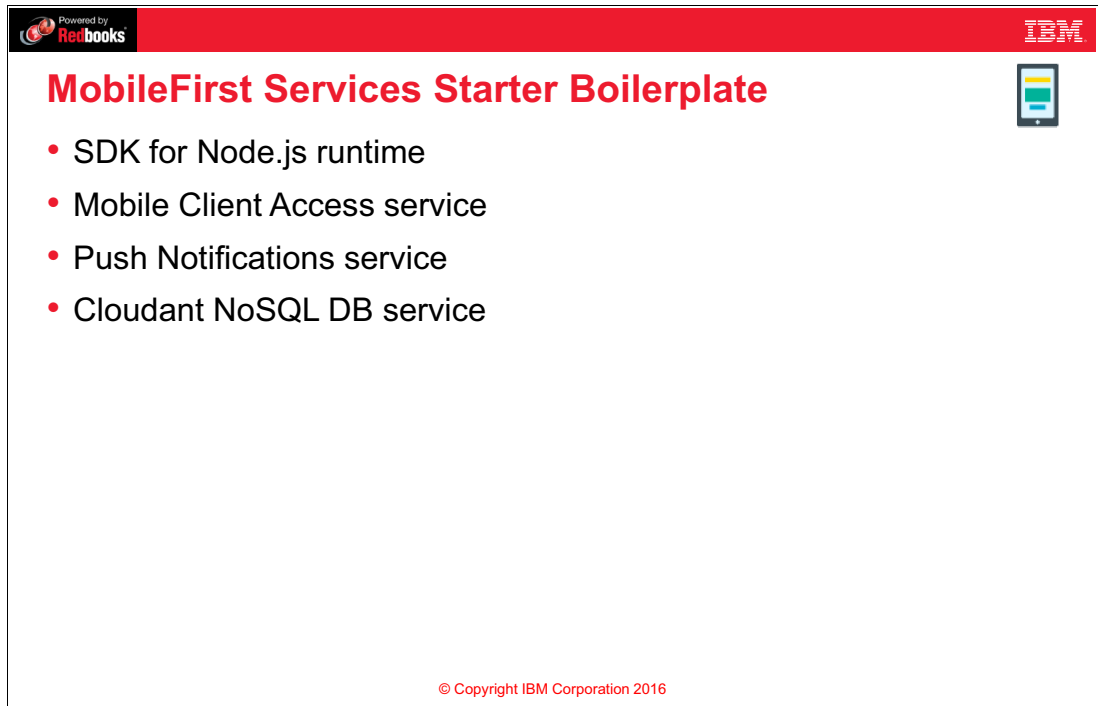 Powered by
Redbooks
IBM
MobileFirst Services Starter Boilerplate
• SDK for Node.js runtime
• Mobile Client Access service
• Push Notifications service
• Cloudant NoSQL DB service
© Copyright IBM Corporation 2016